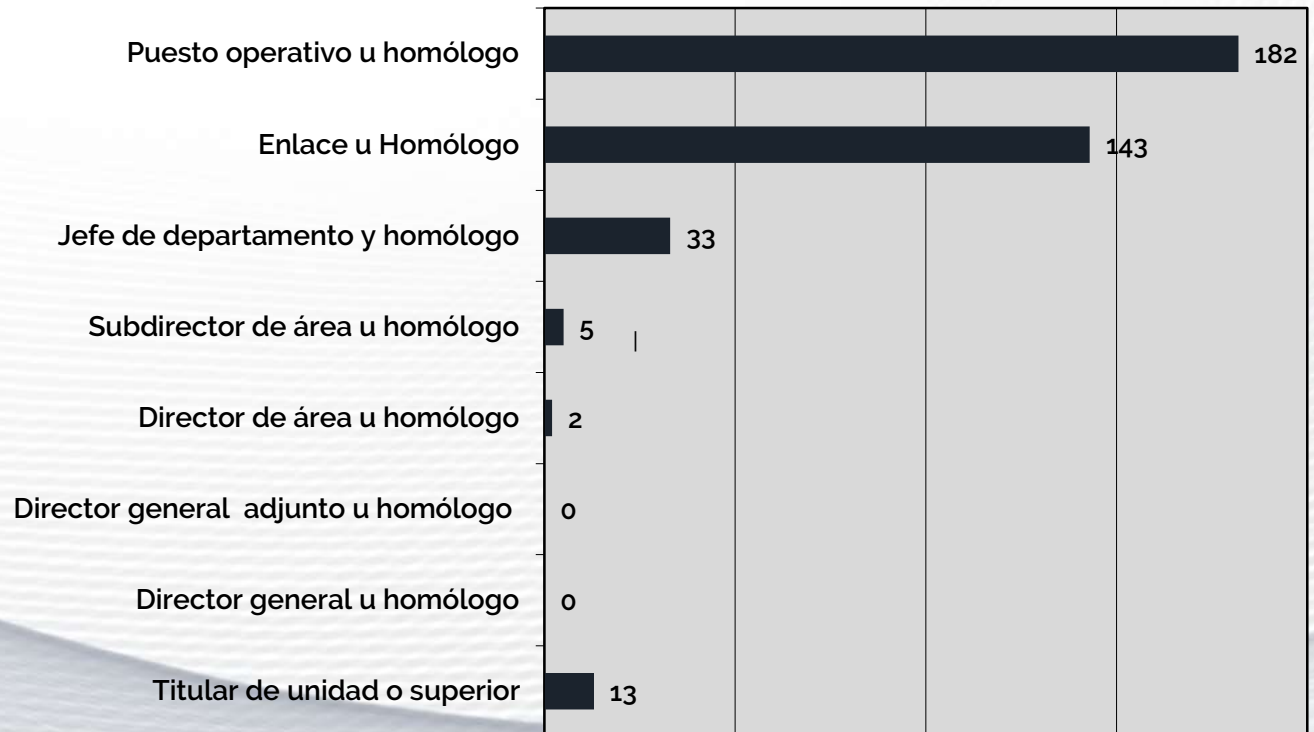 Puesto operativo u homólogo 182
Enlace u Homólogo 143
Jefe de departamento y homólogo 33
Subdirector de área u homólogo 5
Director de área u homólogo 2
Director general adjunto u homólogo 0
Director general u homólogo 0
Titular de unidad o superior 13